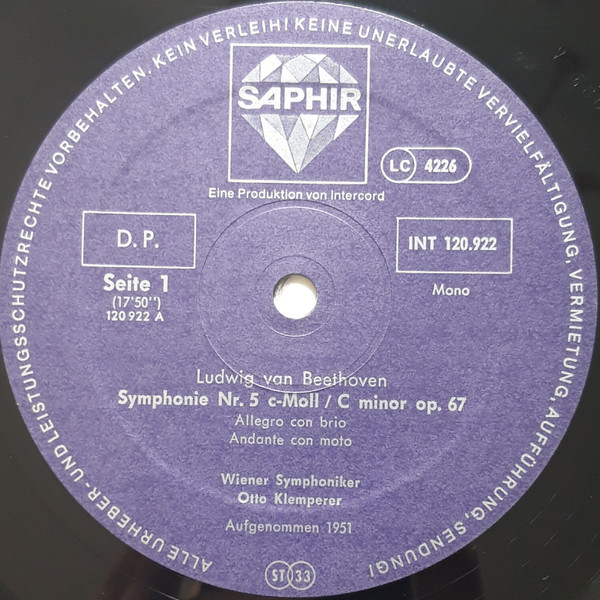 ALLE URHEBER- UND LEISTUNGSSCHUTZRECHTE VORBEHALTEN. KEIN VERLEIH! KEINE UNERLAUBTE VERVIELFÄLTIGUNG, VERMIETUNG, AUFFÜHRUNG, SENDUNG!
SAPHIR
LC 4226
Eine Produktion von Intercord
D. P.
INT 120.922
Seite 1
(17'50'')
120 922 A
Mono
Ludwig van Beethoven
Symphonie Nr. 5 c-Moll / C minor op. 67
Allegro con brio
Andante con moto
Wiener Symphoniker
Otto Klemperer
Aufgenommen 1951
ST 33